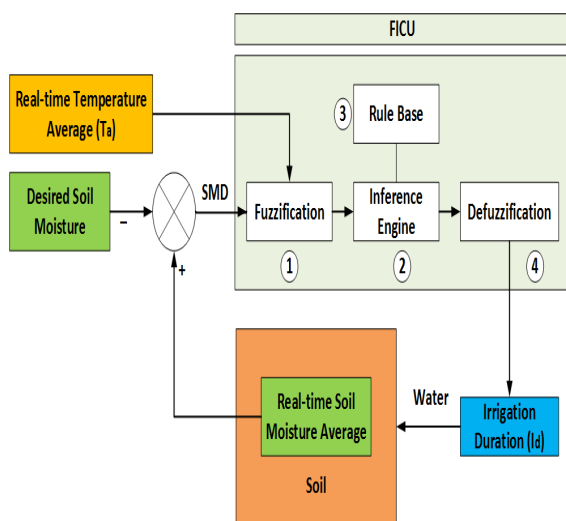 FICU
Real-time Temperature
Average (Ta)
3
Rule Base
Desired Soil
Moisture
−
SMD
+
Fuzzification
Inference
Engine
Defuzzification
1
2
4
Real-time Soil
Moisture Average
Soil
Water
Irrigation
Duration (Id)